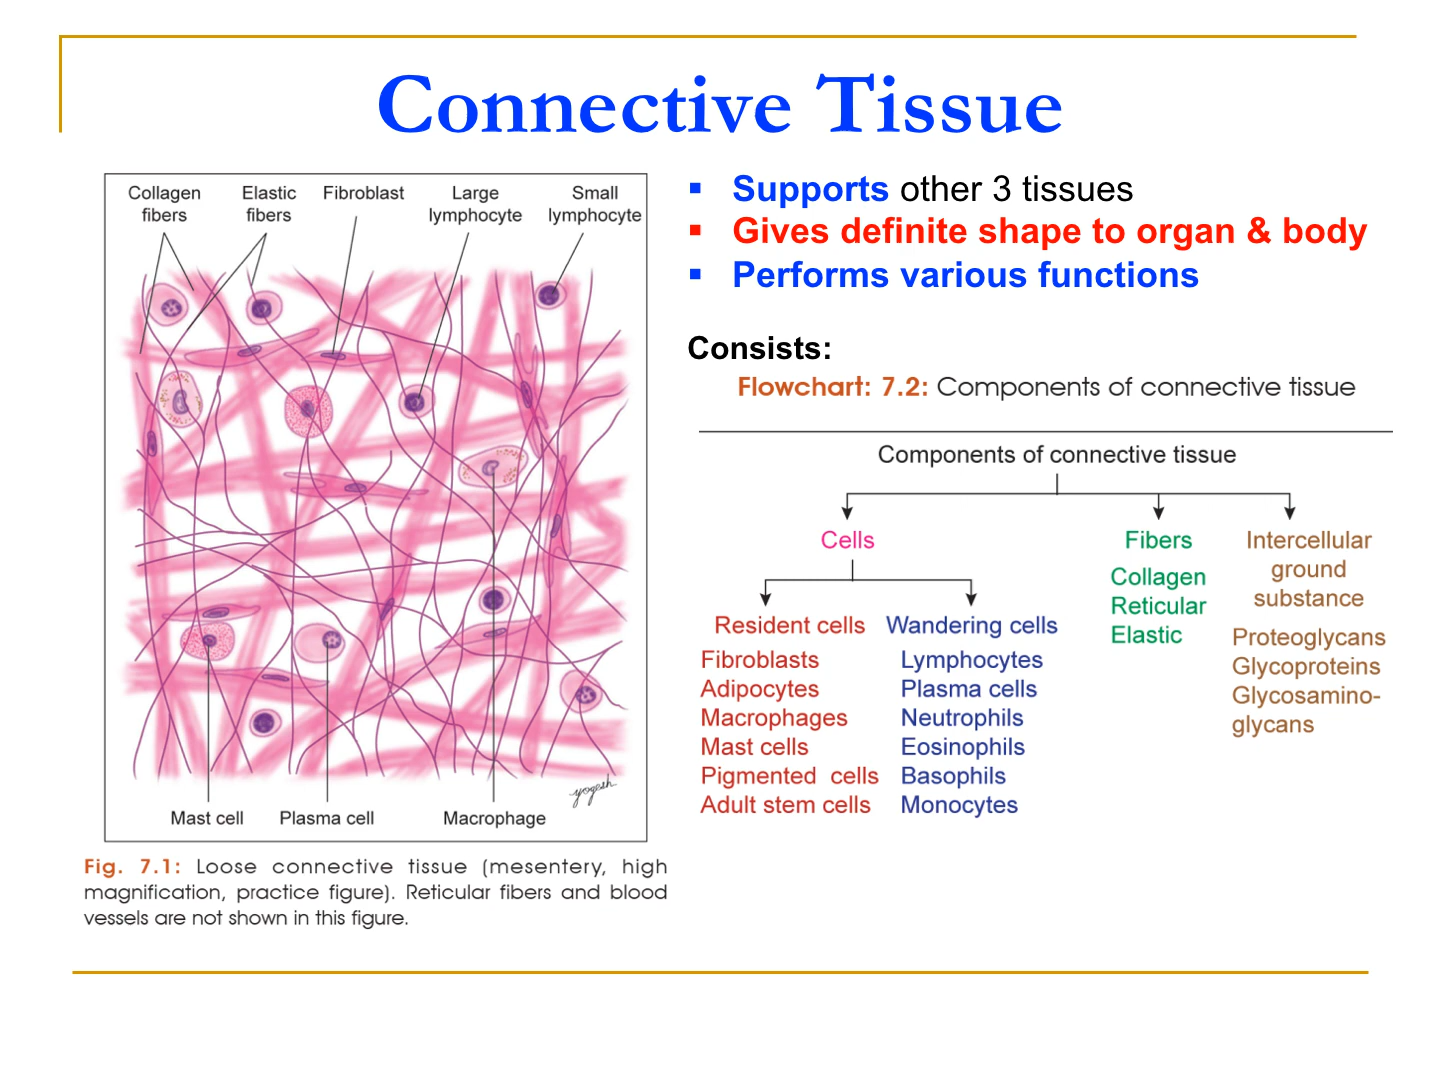 Connective Tissue
Collagen fibers
Elastic fibers
Fibroblast
Large lymphocyte
Small lymphocyte
yogesh
Mast cell
Plasma cell
Macrophage
Fig. 7.1: Loose connective tissue (mesentery, high
magnification, practice figure). Reticular fibers and blood
vessels are not shown in this figure.
▪ Supports other 3 tissues
▪ Gives definite shape to organ & body
▪ Performs various functions
Consists:
Flowchart: 7.2: Components of connective tissue
Components of connective tissue
Cells
Resident cells
Fibroblasts
Adipocytes
Macrophages
Mast cells
Pigmented cells
Adult stem cells
Wandering cells
Lymphocytes
Plasma cells
Neutrophils
Eosinophils
Basophils
Monocytes
Fibers
Collagen
Reticular
Elastic
Intercellular
ground
substance
Proteoglycans
Glycoproteins
Glycosamino-
glycans